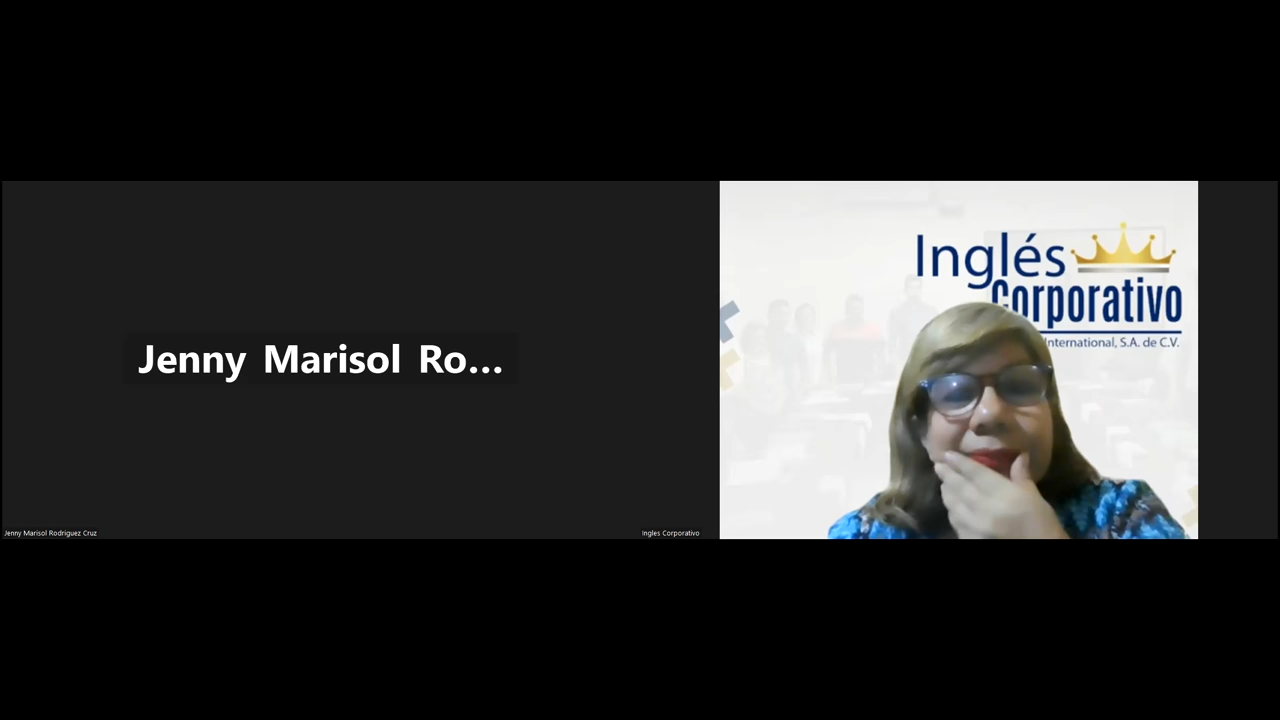 Jenny Marisol Ro...
Jenny Marisol Rodriguez Cruz
Ingles Corporativo
Inglés
Corporativo
International, S.A. de C.V.